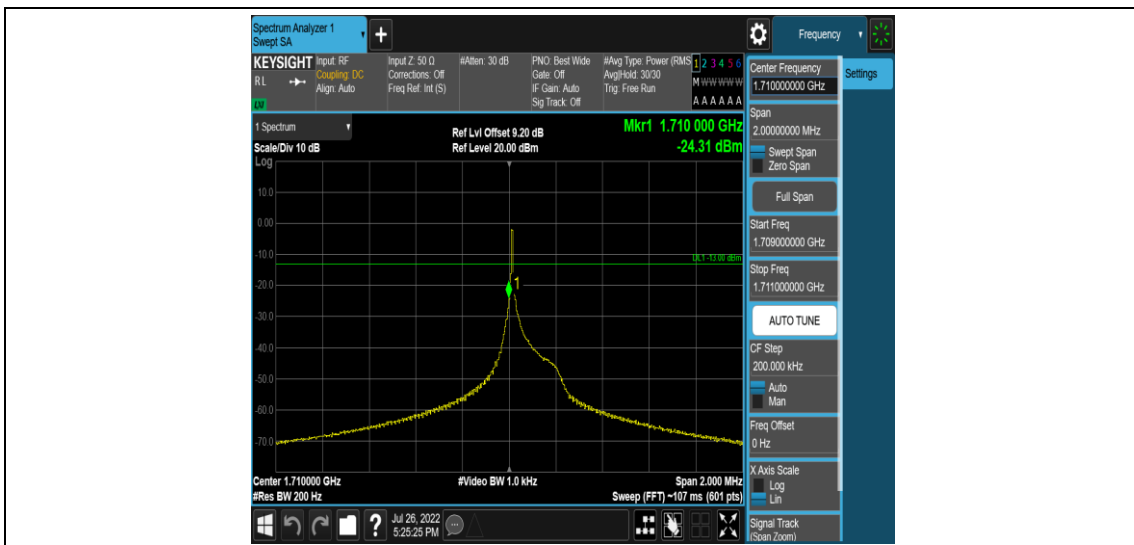 Spectrum Analyzer 1
Swept SA
+
Frequency
KEYSIGHT
RL
LXI
Input: RF
Coupling: DC
Align: Auto
Input Z: 50 Ω
Corrections: Off
Freq Ref: Int (S)
#Atten: 30 dB
PNO: Best Wide
Gate: Off
IF Gain: Auto
Sig Track: Off
#Avg Type: Power (RMS
Avg|Hold: 30/30
Trig: Free Run
1 2 3 4 5 6
M W W W W W
A A A A A A
1 Spectrum
Scale/Div 10 dB
Ref Lvl Offset 9.20 dB
Ref Level 20.00 dBm
Mkr1 1.710 000 GHz
-24.31 dBm
Log
10.0
0.00
-10.0
DL1 -13.00 dBm
-20.0
1
-30.0
-40.0
-50.0
-60.0
-70.0
Center 1.710000 GHz
#Res BW 200 Hz
#Video BW 1.0 kHz
Span 2.000 MHz
Sweep (FFT) ~107 ms (601 pts)
?
Jul 26, 2022
5:25:25 PM
Center Frequency
1.710000000 GHz
Settings
Span
2.00000000 MHz
Swept Span
Zero Span
Full Span
Start Freq
1.709000000 GHz
Stop Freq
1.711000000 GHz
AUTO TUNE
CF Step
200.000 kHz
Auto
Man
Freq Offset
0 Hz
X Axis Scale
Log
Lin
Signal Track
(Span Zoom)